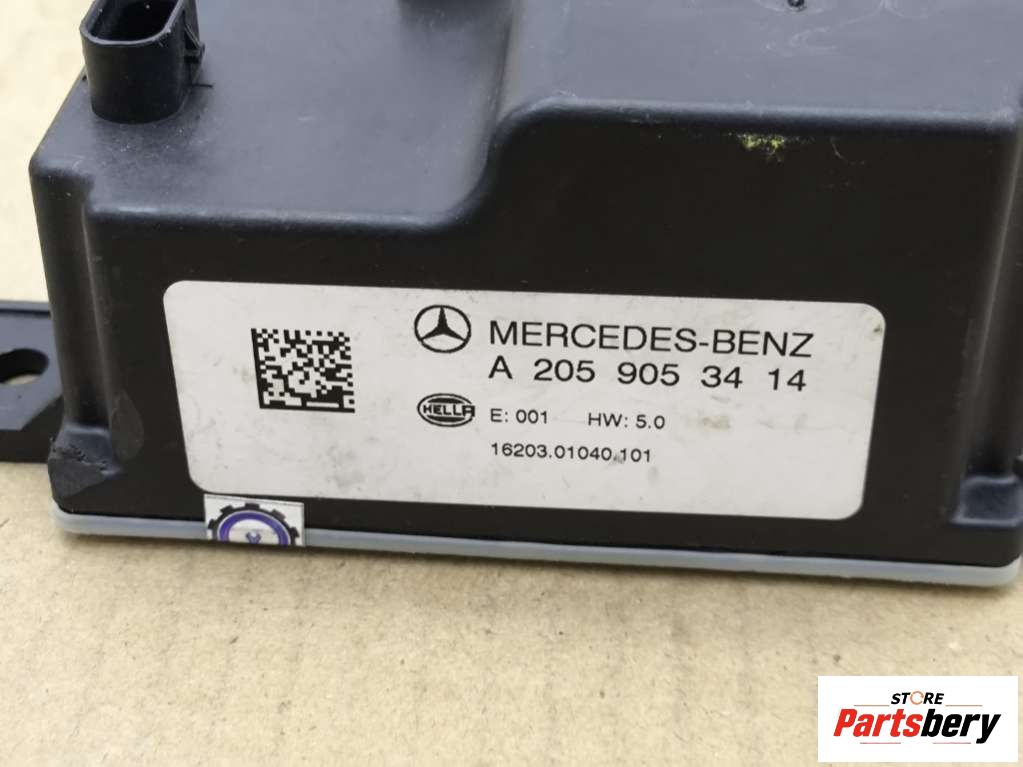 MERCEDES-BENZ
A 205 905 34 14
HELLA E: 001 HW: 5.0
16203.01040.101
STORE
Partsbery